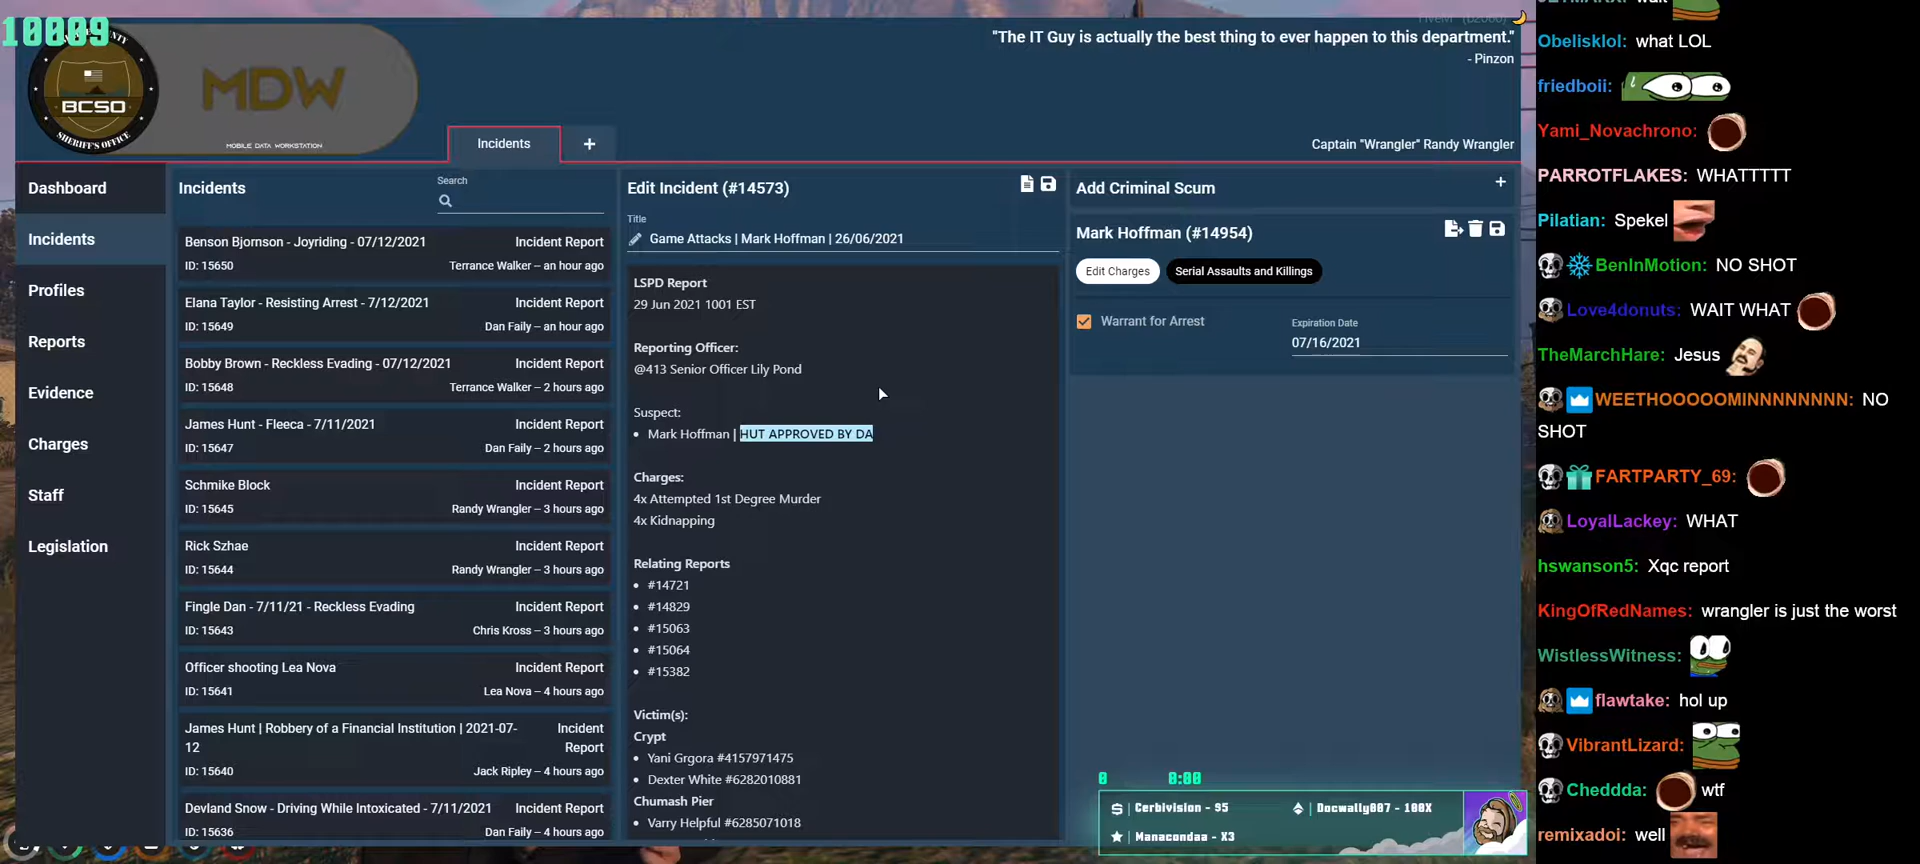 10009
FiveM
"The IT Guy is actually the best thing to ever happen to this department."
- Pinzon
BCSO
SHERIFF'S OFFICE
MDW
MOBILE DATA WORKSTATION
Incidents
+
Captain "Wrangler" Randy Wrangler
Dashboard
Incidents
Profiles
Reports
Evidence
Charges
Staff
Legislation
Incidents
Search
Benson Bjornson - Joyriding - 07/12/2021
Incident Report
ID: 15650
Terrance Walker – an hour ago
Elana Taylor - Resisting Arrest - 7/12/2021
Incident Report
ID: 15649
Dan Faily – an hour ago
Bobby Brown - Reckless Evading - 07/12/2021
Incident Report
ID: 15648
Terrance Walker – 2 hours ago
James Hunt - Fleeca - 7/11/2021
Incident Report
ID: 15647
Dan Faily – 2 hours ago
Schmike Block
Incident Report
ID: 15645
Randy Wrangler – 3 hours ago
Rick Szhae
Incident Report
ID: 15644
Randy Wrangler – 3 hours ago
Fingle Dan - 7/11/21 - Reckless Evading
Incident Report
ID: 15643
Chris Kross – 3 hours ago
Officer shooting Lea Nova
Incident Report
ID: 15641
Lea Nova – 4 hours ago
James Hunt | Robbery of a Financial Institution | 2021-07-
12
Incident
Report
ID: 15640
Jack Ripley – 4 hours ago
Devland Snow - Driving While Intoxicated - 7/11/2021
Incident Report
ID: 15636
Dan Faily – 4 hours ago
Edit Incident (#14573)
Title
Game Attacks | Mark Hoffman | 26/06/2021
LSPD Report
29 Jun 2021 1001 EST
Reporting Officer:
@413 Senior Officer Lily Pond
Suspect:
• Mark Hoffman | HUT APPROVED BY DA
Charges:
4x Attempted 1st Degree Murder
4x Kidnapping
Relating Reports
• #14721
• #14829
• #15063
• #15064
• #15382
Victim(s):
Crypt
• Yani Grgora #4157971475
• Dexter White #6282010881
Chumash Pier
• Varry Helpful #6285071018
Add Criminal Scum
+
Mark Hoffman (#14954)
Edit Charges
Serial Assaults and Killings
Warrant for Arrest
Expiration Date
07/16/2021
0
0:00
Cerbivision - 95
Docwally007 - 100X
Manacondaa - X3
Obelisklol: what LOL
friedboii:
Yami_Novachrono:
PARROTFLAKES: WHATTTTT
Pilatian: Spekel
BenInMotion: NO SHOT
Love4donuts: WAIT WHAT
TheMarchHare: Jesus
WEETHOOOOOMINNNNNNNN: NO
SHOT
FARTPARTY_69:
LoyalLackey: WHAT
hswanson5: Xqc report
KingOfRedNames: wrangler is just the worst
WistlessWitness:
flawtake: hol up
VibrantLizard:
Cheddda: wtf
remixadoi: well